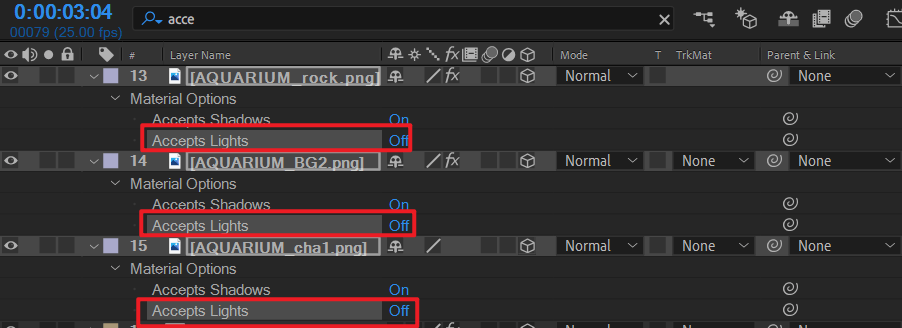 0:00:03:04
acce
00079 (25.00 fps)
# Layer Name Mode T TrkMat Parent & Link
13 [AQUARIUM_rock.png] Normal None
Material Options
Accepts Shadows On
Accepts Lights Off
14 [AQUARIUM_BG2.png] Normal None None
Material Options
Accepts Shadows On
Accepts Lights Off
15 [AQUARIUM_cha1.png] Normal None None
Material Options
Accepts Shadows On
Accepts Lights Off